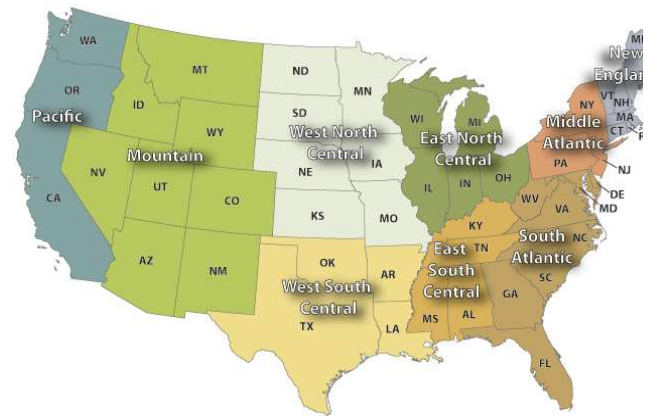 WA
OR
CA
Pacific
MT
ID
WY
NV
UT
CO
AZ
NM
Mountain
ND
SD
NE
KS
MN
IA
MO
West North
Central
OK
TX
AR
LA
West South
Central
WI
MI
IL
IN
OH
East North
Central
KY
TN
MS
AL
East
South
Central
NY
PA
NJ
Middle
Atlantic
WV
VA
NC
SC
GA
FL
DE
MD
South
Atlantic
VT
NH
MA
CT
New